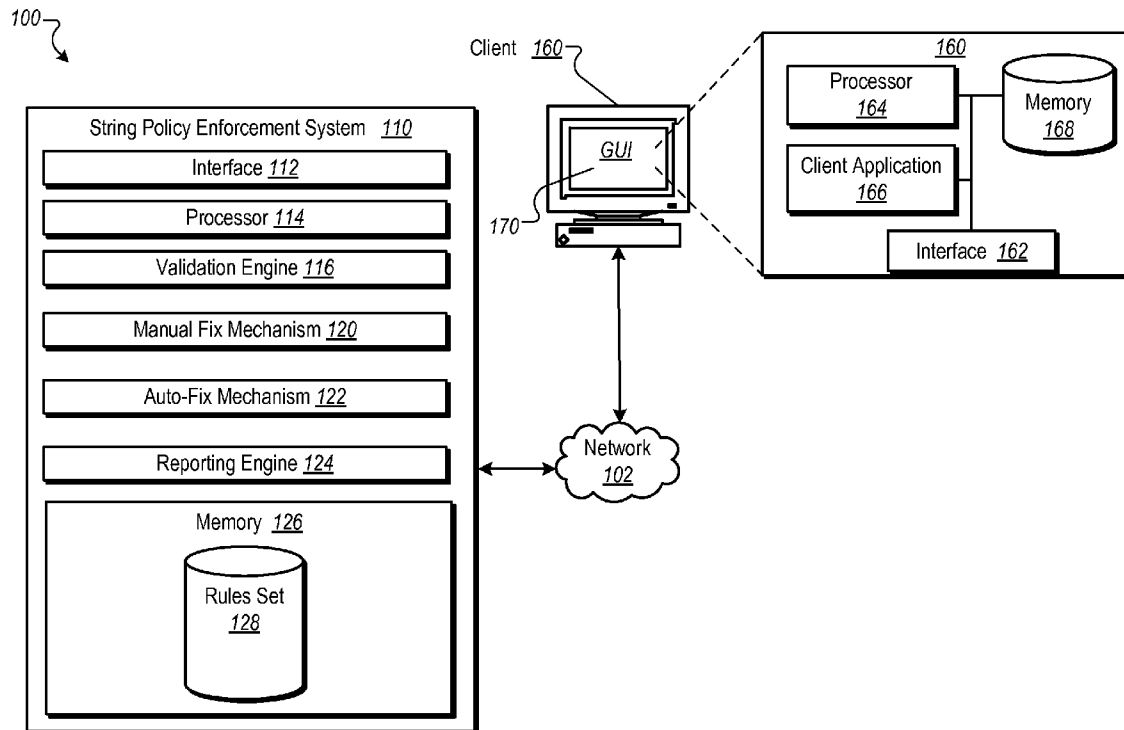 100
String Policy Enforcement System 110
Interface 112
Processor 114
Validation Engine 116
Manual Fix Mechanism 120
Auto-Fix Mechanism 122
Reporting Engine 124
Memory 126
Rules Set
128
Client 160
GUI
170
Network
102
160
Processor
164
Memory
168
Client Application
166
Interface 162